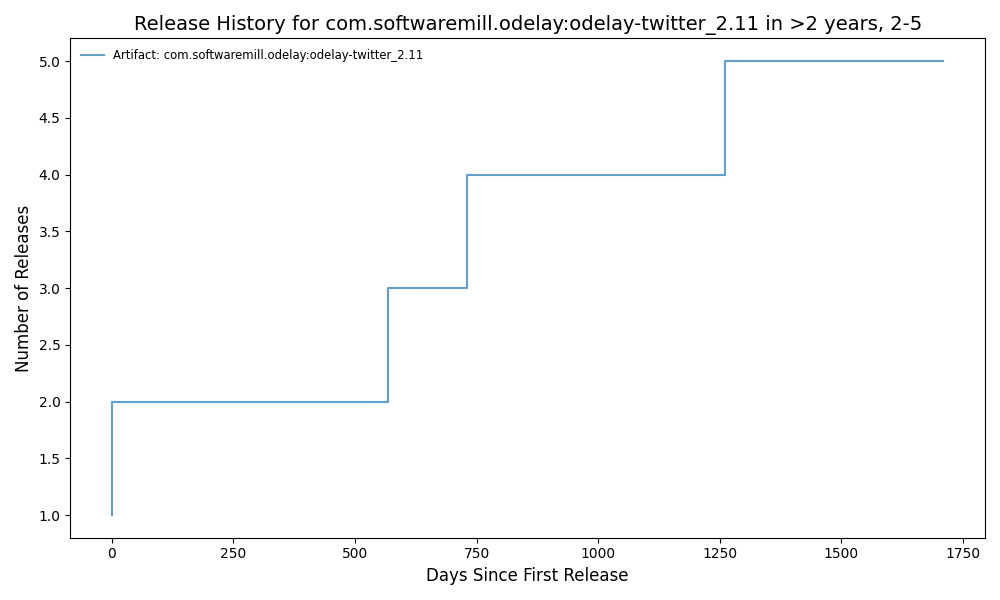 Release History for com.softwaremill.odelay:odelay-twitter_2.11 in >2 years, 2-5
Artifact: com.softwaremill.odelay:odelay-twitter_2.11
5.0
4.5
4.0
3.5
3.0
2.5
2.0
1.5
1.0
Number of Releases
0 250 500 750 1000 1250 1500 1750
Days Since First Release